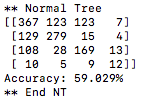 ** Normal Tree
[[367 123 123   7]
 [129 279  15   4]
 [108  28 169  13]
 [ 10   5   9  12]]
Accuracy: 59.029%
** End NT